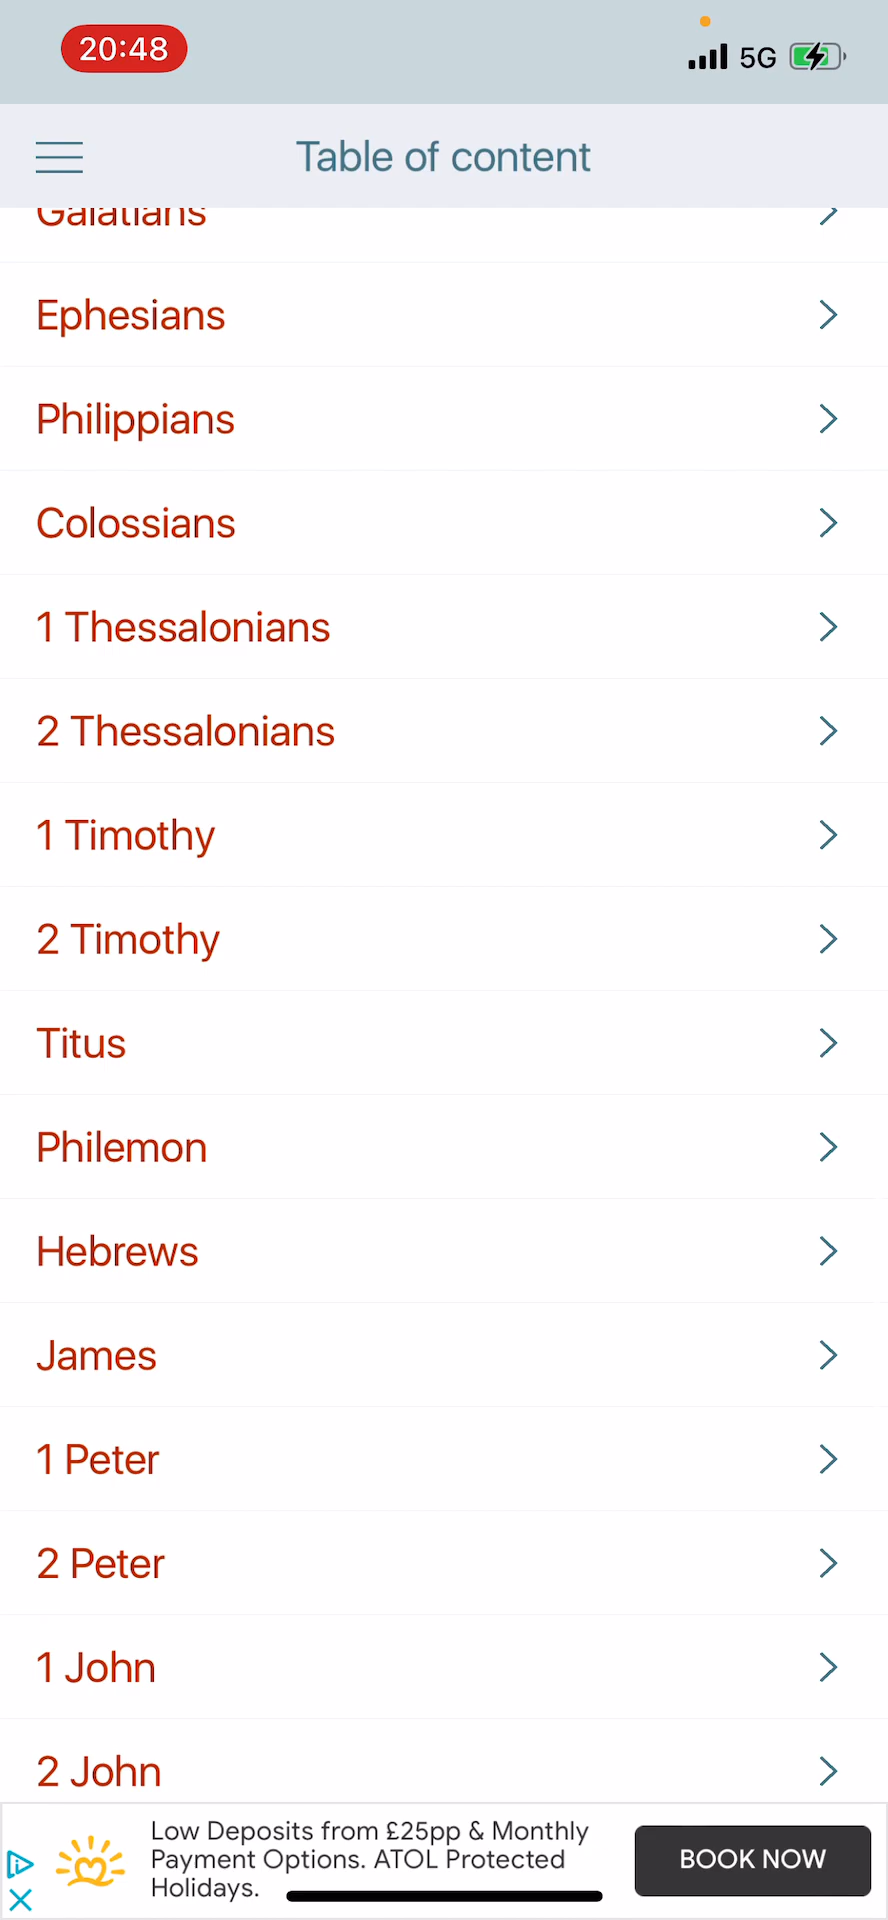 20:48
5G
Table of content
Galatians
Ephesians
Philippians
Colossians
1 Thessalonians
2 Thessalonians
1 Timothy
2 Timothy
Titus
Philemon
Hebrews
James
1 Peter
2 Peter
1 John
2 John
Low Deposits from £25pp & Monthly
Payment Options. ATOL Protected
Holidays.
BOOK NOW